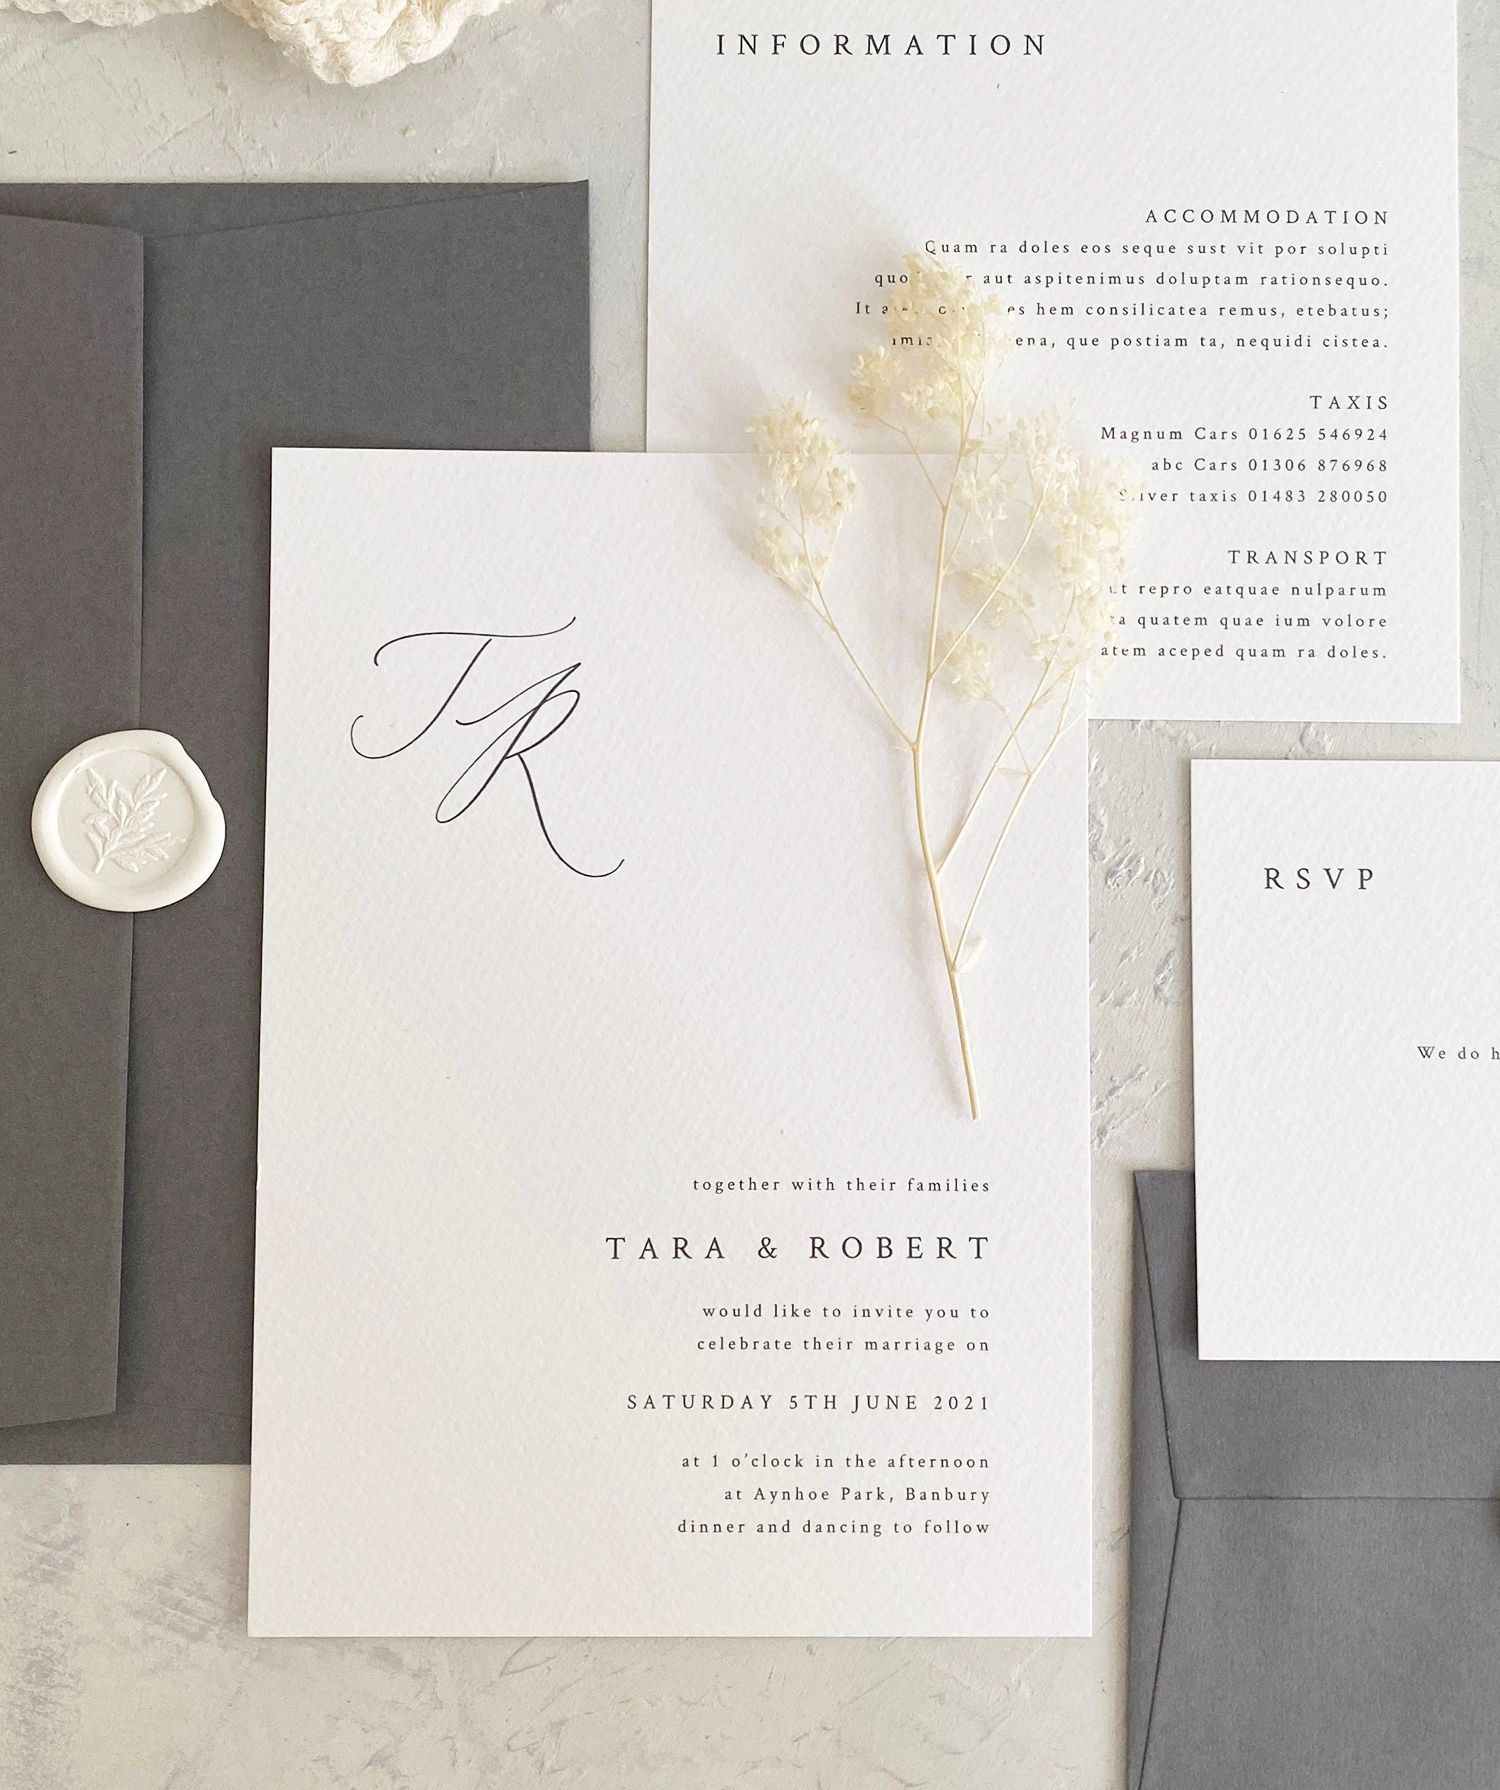 INFORMATION
ACCOMMODATION
Quam ra doles eos seque sust vit por solupti
aut aspitenimus doluptam rationsequo.
It hem consilicatea remus, etebatus;
que postiam ta, nequidi cistea.
TAXIS
Magnum Cars 01625 546924
abc Cars 01306 876968
Silver taxis 01483 280050
TRANSPORT
repro eatquae nulparum
quatem quae ium volore
aceped quam ra doles.
TR
together with their families
TARA & ROBERT
would like to invite you to
celebrate their marriage on
SATURDAY 5TH JUNE 2021
at 1 o'clock in the afternoon
at Aynhoe Park, Banbury
dinner and dancing to follow
RSVP
We do h